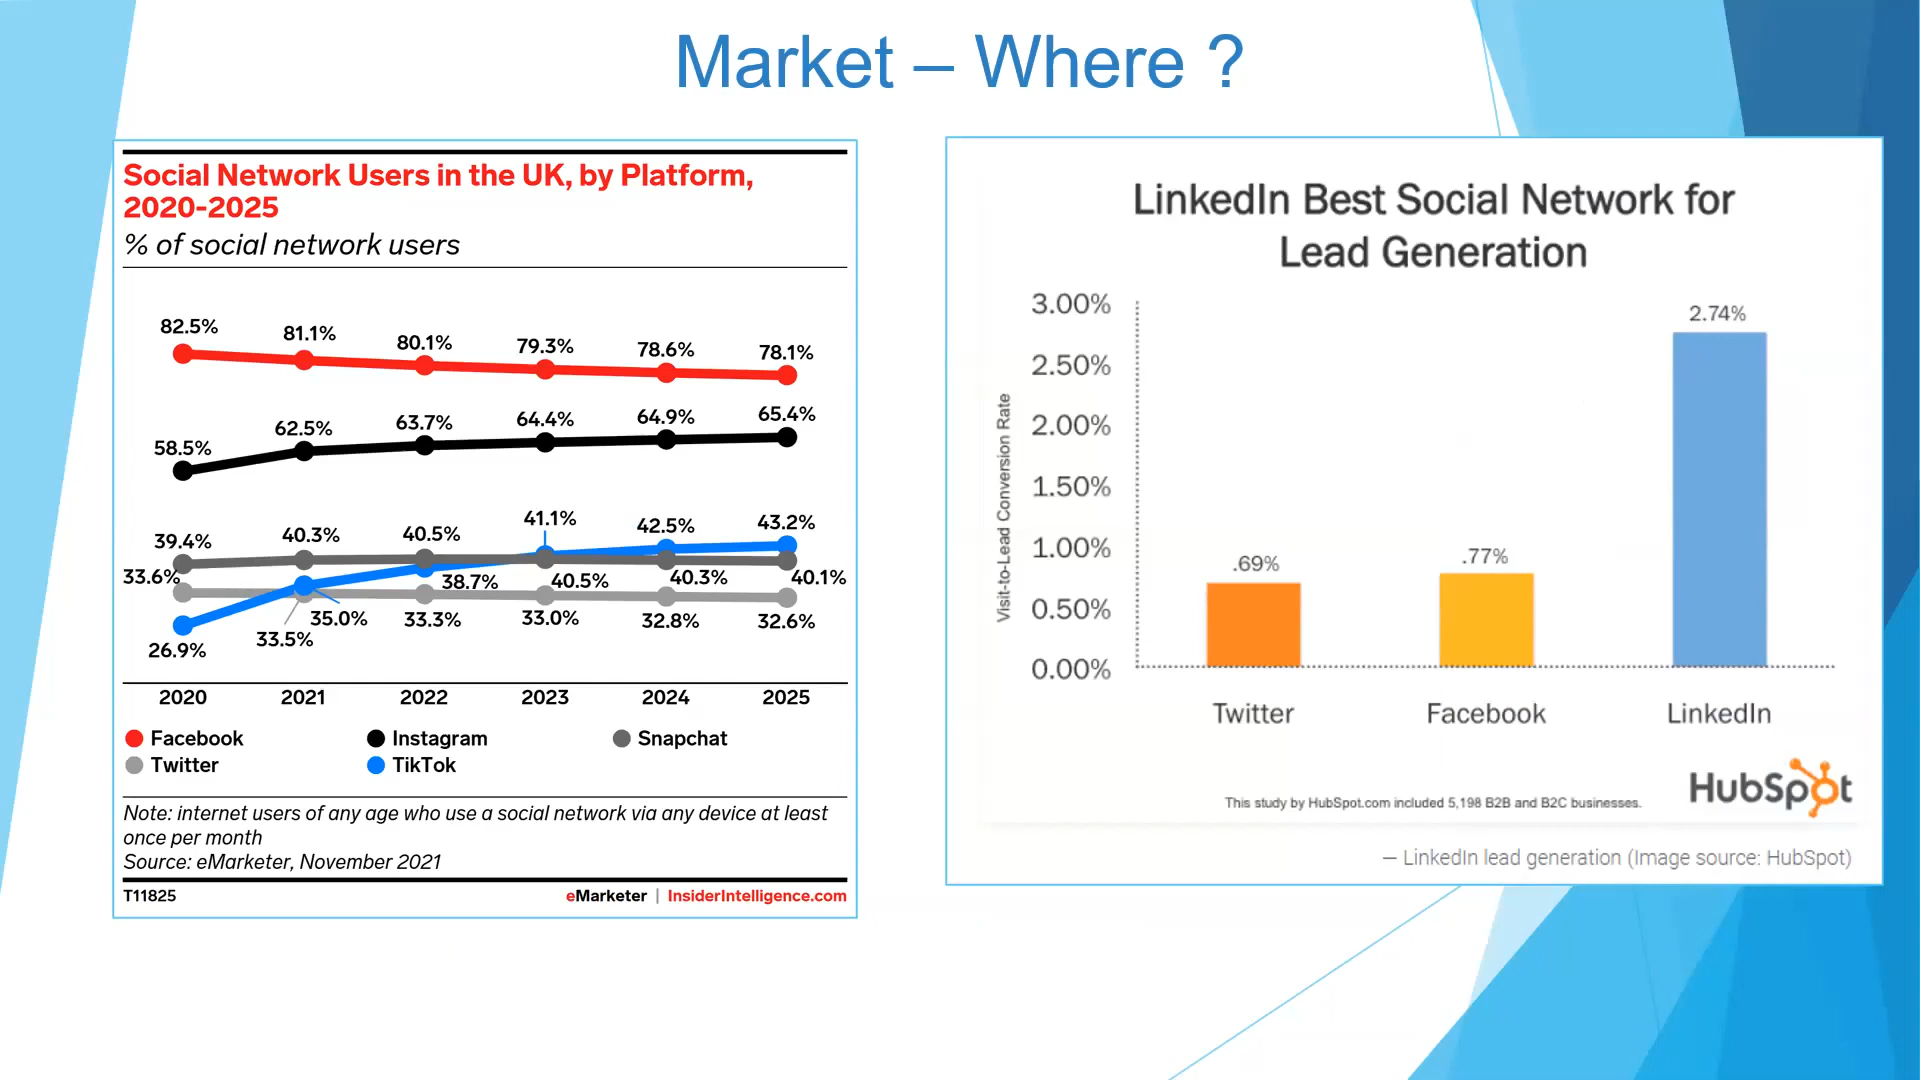 Market – Where ?
Social Network Users in the UK, by Platform,
2020-2025
% of social network users
82.5%
81.1%
80.1%
79.3%
78.6%
78.1%
58.5%
62.5%
63.7%
64.4%
64.9%
65.4%
39.4%
40.3%
40.5%
41.1%
42.5%
43.2%
33.6%
38.7%
40.5%
40.3%
40.1%
26.9%
33.5%
35.0%
33.3%
33.0%
32.8%
32.6%
2020 2021 2022 2023 2024 2025
Facebook Instagram Snapchat
Twitter TikTok
Note: internet users of any age who use a social network via any device at least
once per month
Source: eMarketer, November 2021
T11825 eMarketer | InsiderIntelligence.com
LinkedIn Best Social Network for
Lead Generation
Visit-to-Lead Conversion Rate
3.00%
2.50%
2.00%
1.50%
1.00%
0.50%
0.00%
.69%
.77%
2.74%
Twitter Facebook LinkedIn
This study by HubSpot.com included 5,198 B2B and B2C businesses.
HubSpot
— LinkedIn lead generation (Image source: HubSpot)